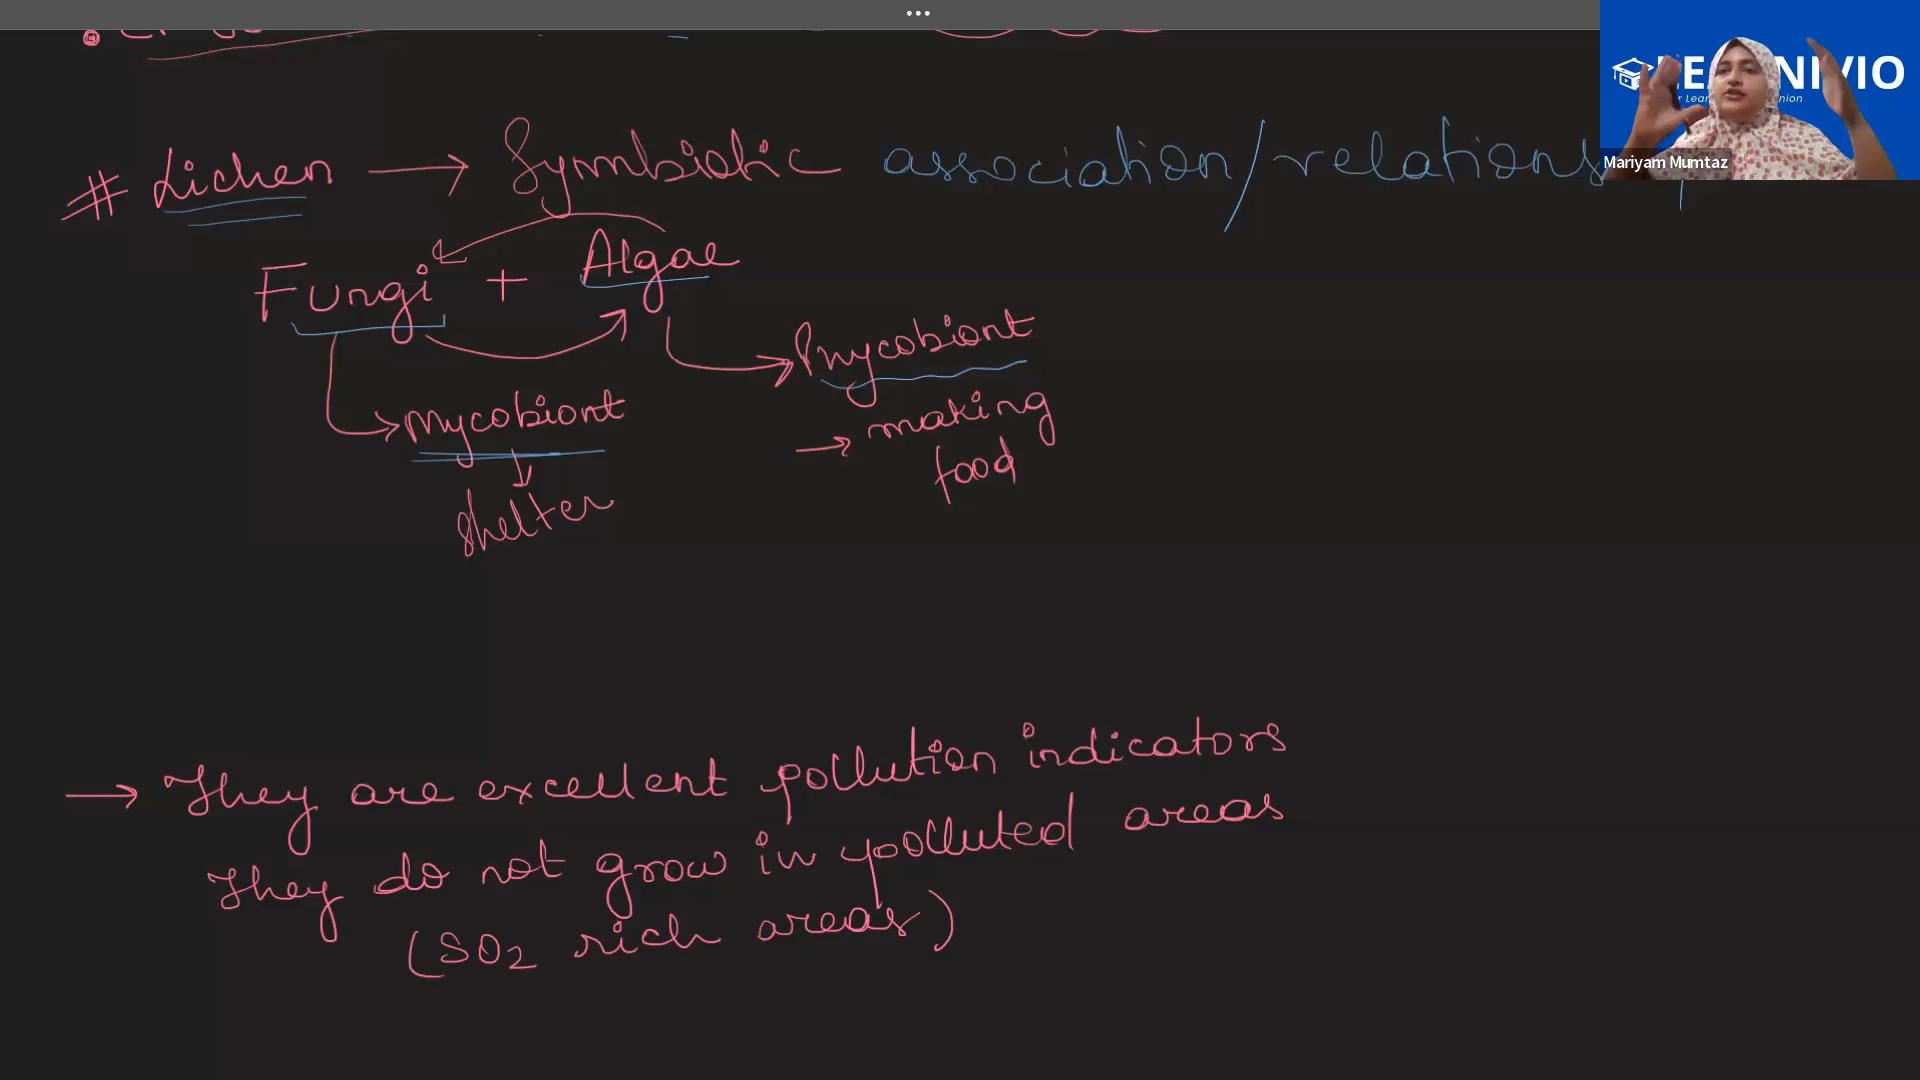 # Lichen → Symbiotic association/relations
Fungi + Algae
Phycobiont
Mycobiont
→ making
food
shelter
→ They are excellent pollution indicators
They do not grow in polluted areas
(SO2 rich areas)
Mariyam Mumtaz